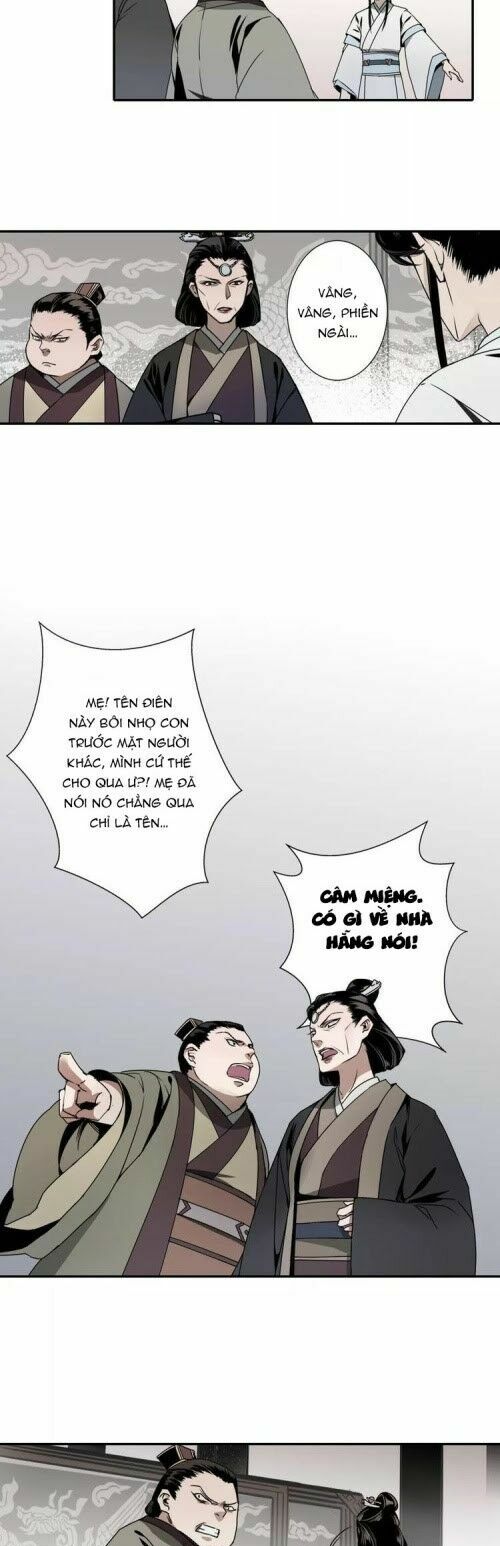 VÂNG,
VÂNG, PHIỀN
NGÀI...
MẸ! TÊN ĐIÊN
NÀY BÔI NHỌ CON
TRƯỚC MẶT NGƯỜI
KHÁC, MÌNH CỨ THẾ
CHO QUA Ư?! MẸ ĐÃ
NÓI NÓ CHẲNG QUA
CHỈ LÀ TÊN...
CÂM MIỆNG.
CÓ GÌ VỀ NHÀ
HẴNG NÓI!